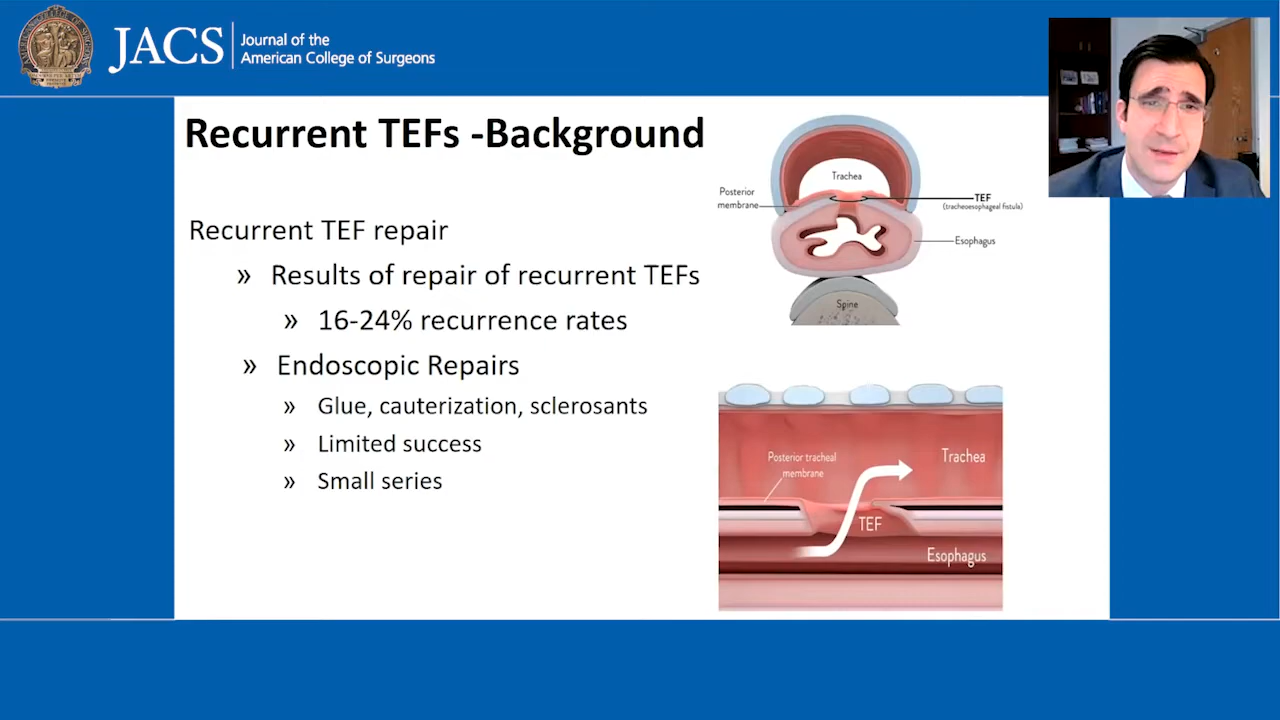 JACS
Journal of the
American College of Surgeons
Recurrent TEFs -Background
Recurrent TEF repair
» Results of repair of recurrent TEFs
» 16-24% recurrence rates
» Endoscopic Repairs
» Glue, cauterization, sclerosants
» Limited success
» Small series
Trachea
Posterior
membrane
TEF
(tracheoesophageal fistula)
Esophagus
Spine
Posterior tracheal
membrane
Trachea
TEF
Esophagus